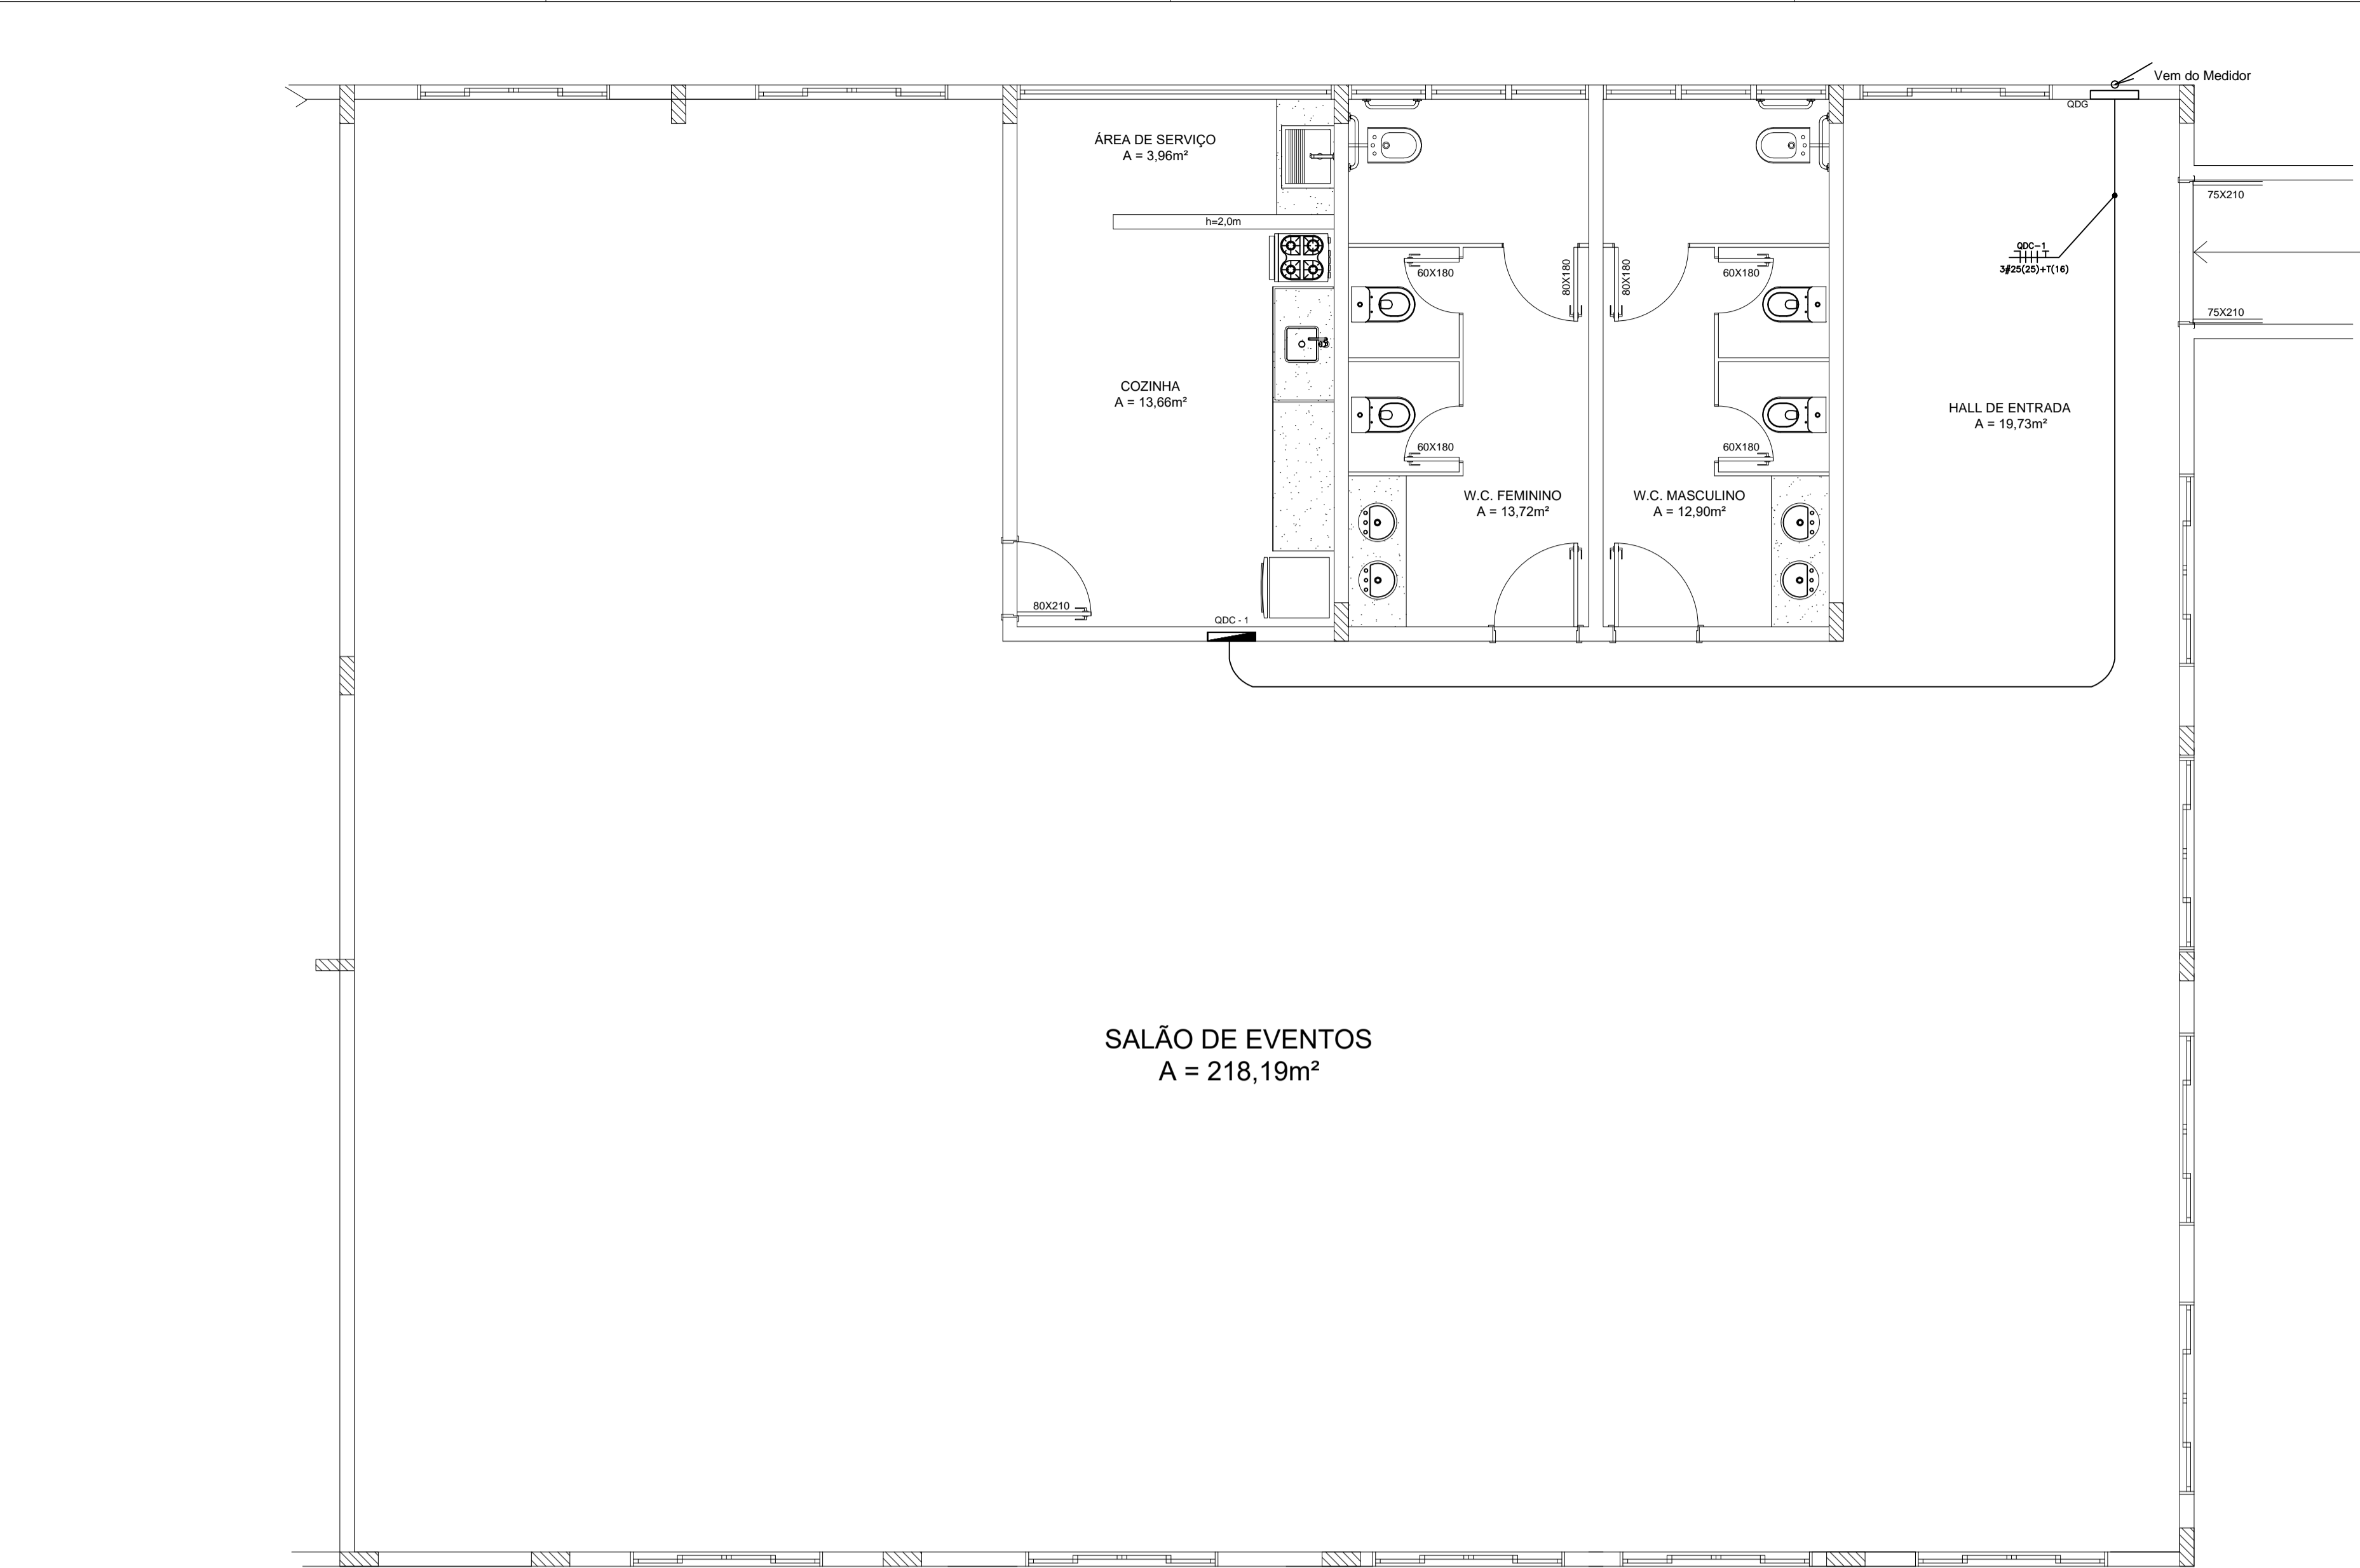 Vem do Medidor
QDG
ÁREA DE SERVIÇO
A = 3,96m²
75X210
h=2,0m
QDC-1
3#25(25)+T(16)
60X180
80X180
80X180
60X180
75X210
COZINHA
A = 13,66m²
HALL DE ENTRADA
A = 19,73m²
60X180
60X180
W.C. FEMININO
A = 13,72m²
W.C. MASCULINO
A = 12,90m²
80X210
QDC - 1
SALÃO DE EVENTOS
A = 218,19m²